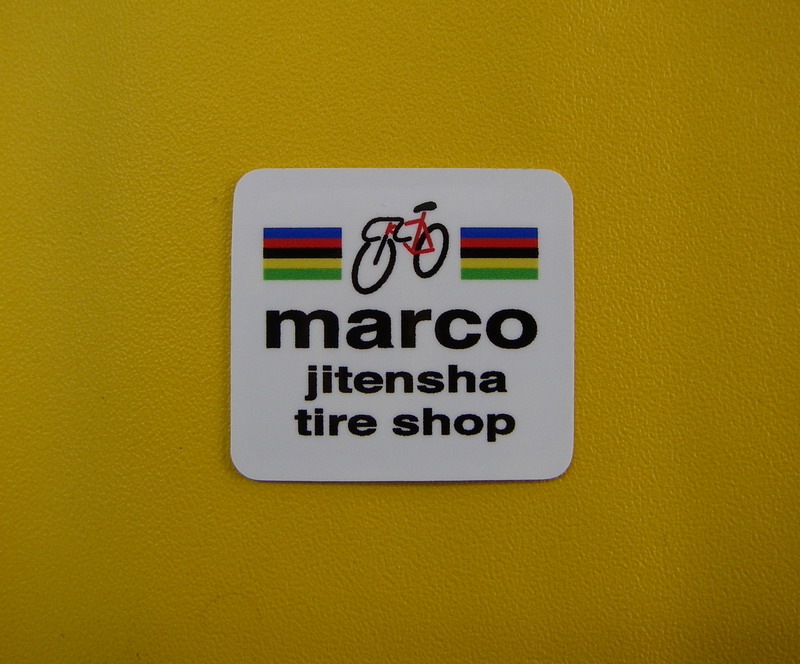 marco
jitensha
tire shop